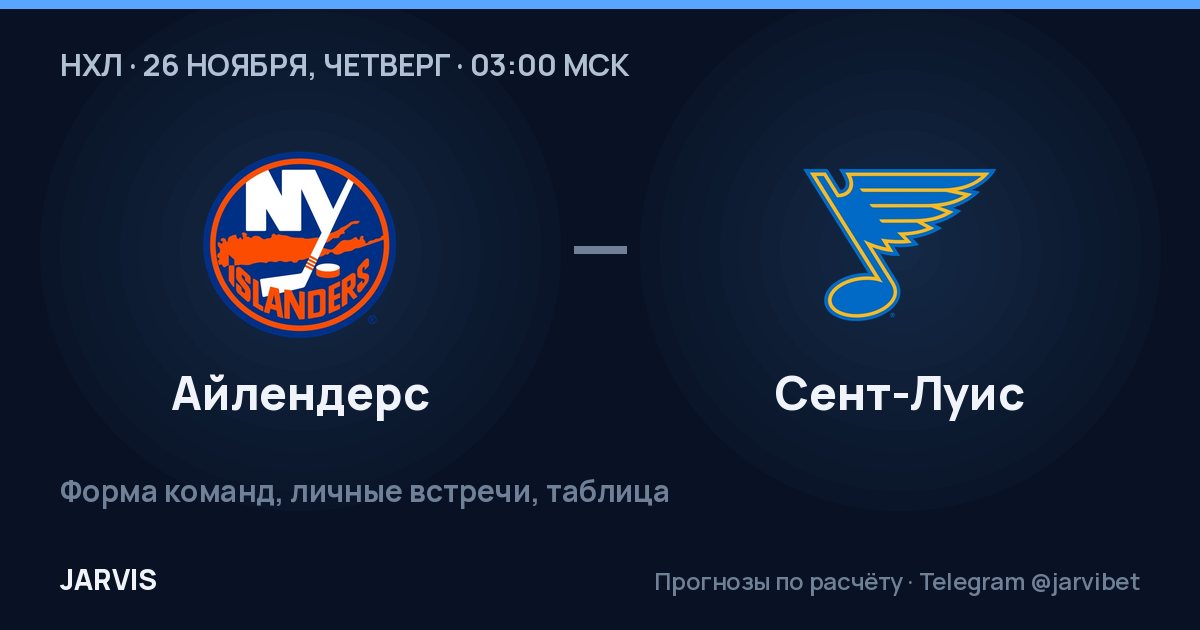 НХЛ · 26 НОЯБРЯ, ЧЕТВЕРГ · 03:00 МСК
NY
ISLANDERS
—
Айлендерс
Сент-Луис
Форма команд, личные встречи, таблица
JARVIS
Прогнозы по расчёту · Telegram @jarvibet